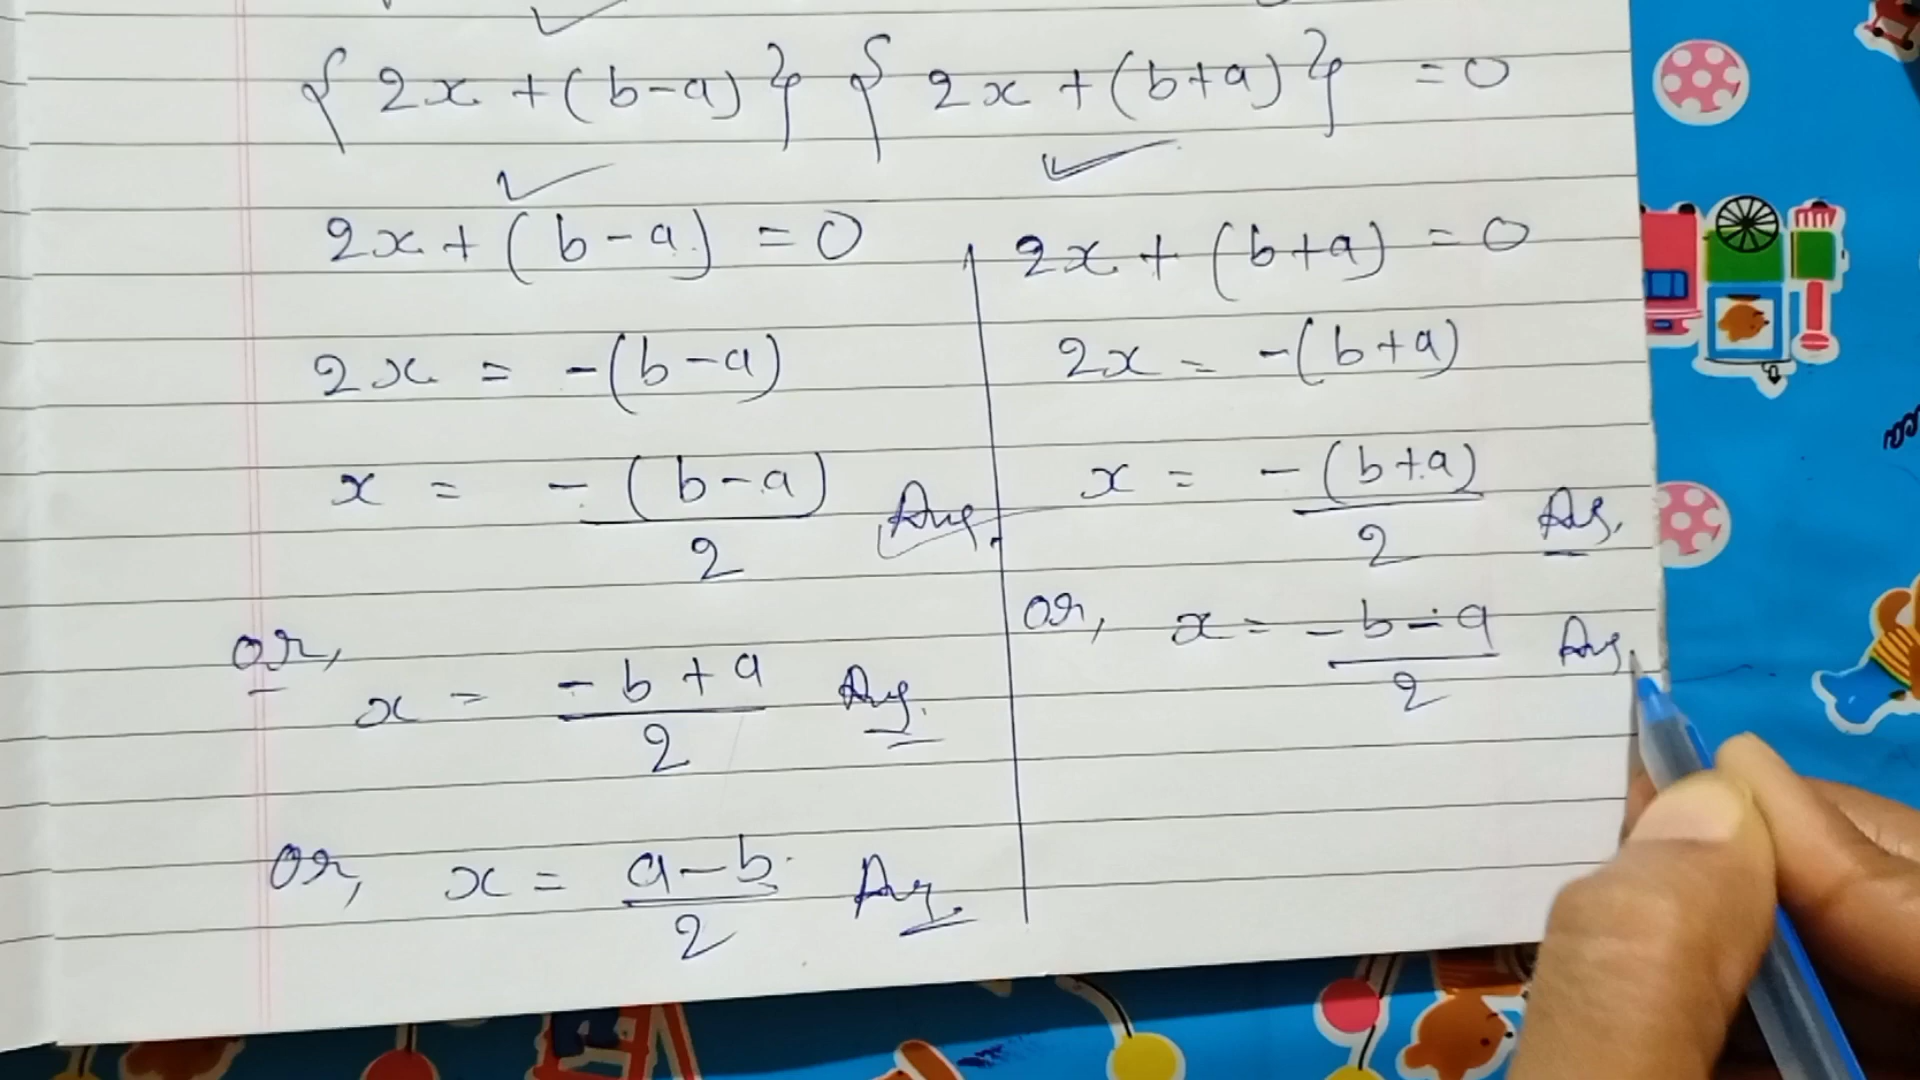 {2x + (b-a)} {2x + (b+a)} = 0
2x + (b-a) = 0
2x = -(b-a)
x = -(b-a)/2 Ans.
or,
x = -b+a/2 Ans.
or, x = a-b/2 Ans.
2x + (b+a) = 0
2x = -(b+a)
x = -(b+a)/2 Ans.
or, x = -b-a/2 Ans.